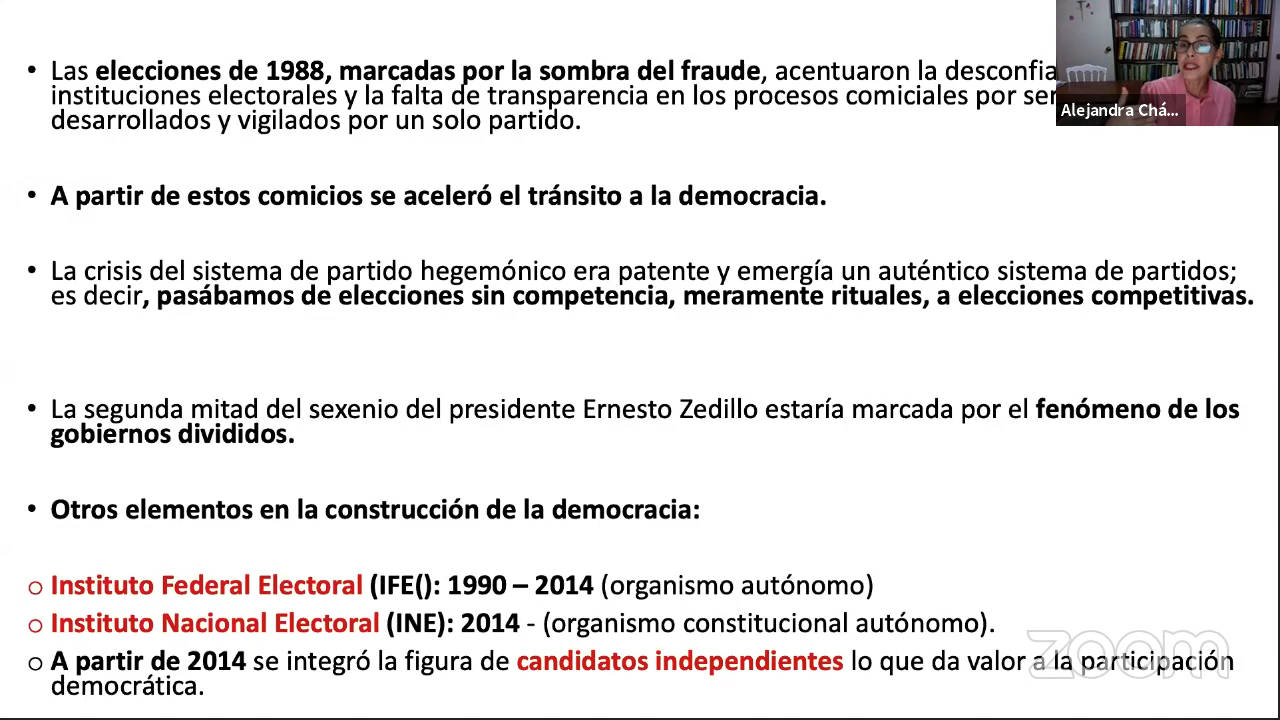 • Las elecciones de 1988, marcadas por la sombra del fraude, acentuaron la
instituciones electorales y la falta de transparencia en los procesos comiciales por
desarrollados y vigilados por un solo partido.
• A partir de estos comicios se aceleró el tránsito a la democracia.
• La crisis del sistema de partido hegemónico era patente y emergía un auténtico sistema de partidos;
es decir, pasábamos de elecciones sin competencia, meramente rituales, a elecciones competitivas.
• La segunda mitad del sexenio del presidente Ernesto Zedillo estaría marcada por el fenómeno de los
gobiernos divididos.
• Otros elementos en la construcción de la democracia:
o Instituto Federal Electoral (IFE(): 1990 – 2014 (organismo autónomo)
o Instituto Nacional Electoral (INE): 2014 - (organismo constitucional autónomo).
o A partir de 2014 se integró la figura de candidatos independientes lo que da valor a la participación
democrática.
Alejandra Chá...
zoom